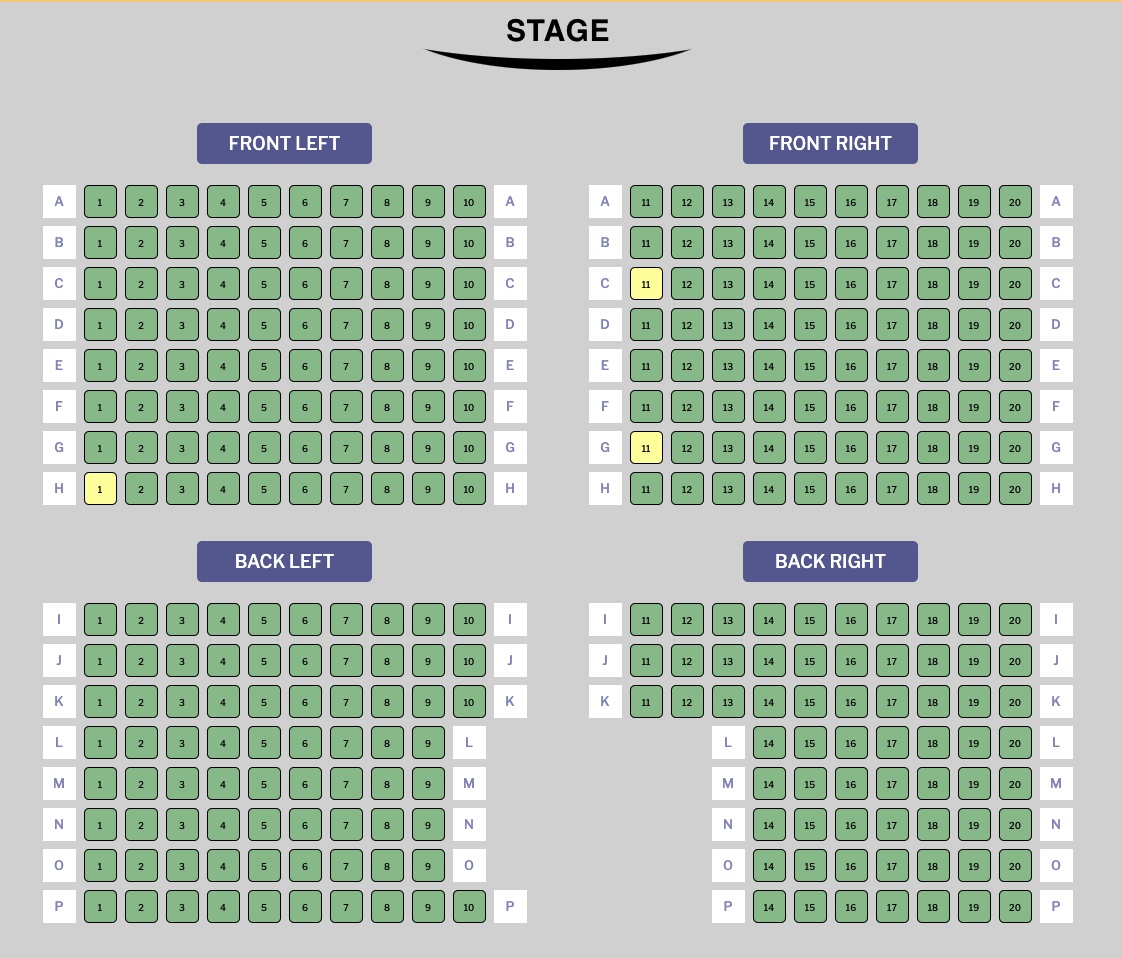 STAGE
FRONT LEFT FRONT RIGHT
A 1 2 3 4 5 6 7 8 9 10 A A 11 12 13 14 15 16 17 18 19 20 A
B 1 2 3 4 5 6 7 8 9 10 B B 11 12 13 14 15 16 17 18 19 20 B
C 1 2 3 4 5 6 7 8 9 10 C C 11 12 13 14 15 16 17 18 19 20 C
D 1 2 3 4 5 6 7 8 9 10 D D 11 12 13 14 15 16 17 18 19 20 D
E 1 2 3 4 5 6 7 8 9 10 E E 11 12 13 14 15 16 17 18 19 20 E
F 1 2 3 4 5 6 7 8 9 10 F F 11 12 13 14 15 16 17 18 19 20 F
G 1 2 3 4 5 6 7 8 9 10 G G 11 12 13 14 15 16 17 18 19 20 G
H 1 2 3 4 5 6 7 8 9 10 H H 11 12 13 14 15 16 17 18 19 20 H
BACK LEFT BACK RIGHT
I 1 2 3 4 5 6 7 8 9 10 I I 11 12 13 14 15 16 17 18 19 20 I
J 1 2 3 4 5 6 7 8 9 10 J J 11 12 13 14 15 16 17 18 19 20 J
K 1 2 3 4 5 6 7 8 9 10 K K 11 12 13 14 15 16 17 18 19 20 K
L 1 2 3 4 5 6 7 8 9 L L 14 15 16 17 18 19 20 L
M 1 2 3 4 5 6 7 8 9 M M 14 15 16 17 18 19 20 M
N 1 2 3 4 5 6 7 8 9 N N 14 15 16 17 18 19 20 N
O 1 2 3 4 5 6 7 8 9 O O 14 15 16 17 18 19 20 O
P 1 2 3 4 5 6 7 8 9 10 P P 14 15 16 17 18 19 20 P